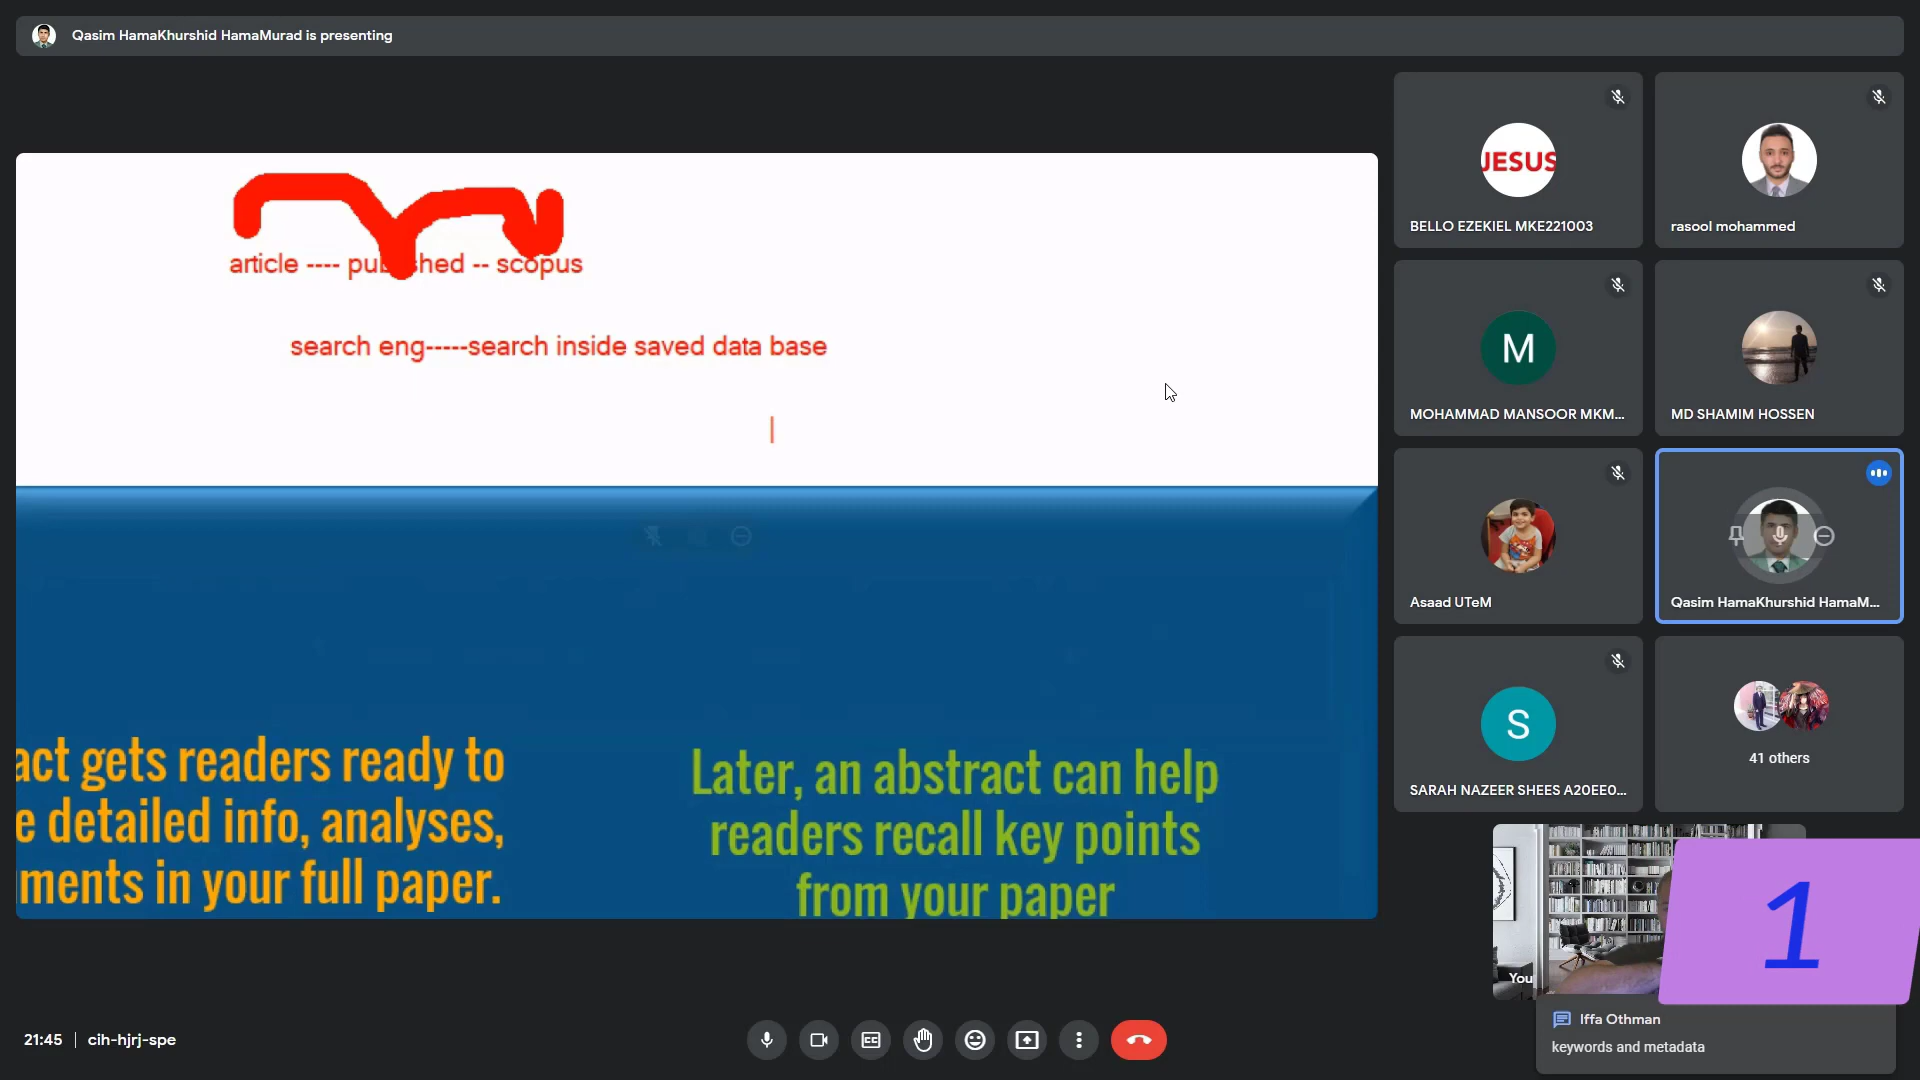 Qasim HamaKhurshid HamaMurad is presenting
article ---- pub shed -- scopus
search eng-----search inside saved data base
act gets readers ready to
e detailed info, analyses,
ments in your full paper.
Later, an abstract can help
readers recall key points
from your paper
JESUS
BELLO EZEKIEL MKE221003
rasool mohammed
M
MOHAMMAD MANSOOR MKM...
MD SHAMIM HOSSEN
Asaad UTeM
Qasim HamaKhurshid HamaM...
S
SARAH NAZEER SHEES A20EE0...
41 others
You
1
Iffa Othman
keywords and metadata
21:45 | cih-hjrj-spe